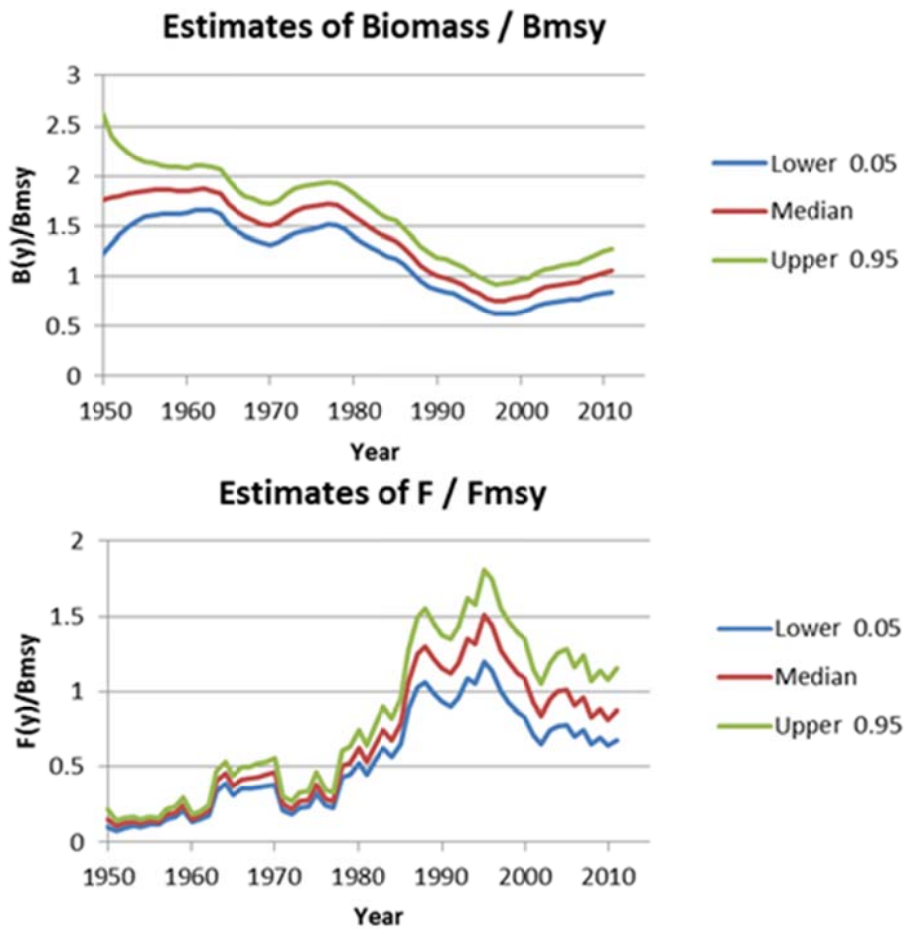 Estimates of Biomass / Bmsy
3
2.5
2
1.5
1
0.5
0
B(y)/Bmsy
1950 1960 1970 1980 1990 2000 2010
Year
Lower 0.05
Median
Upper 0.95
Estimates of F / Fmsy
2
1.5
1
0.5
0
F(y)/Bmsy
1950 1960 1970 1980 1990 2000 2010
Year
Lower 0.05
Median
Upper 0.95